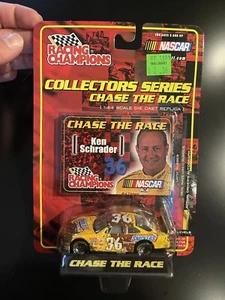 RACING
CHAMPIONS
NASCAR
COLLECTORS SERIES
CHASE THE RACE
1:64 SCALE DIE CAST REPLICA
CHASE THE RACE
Ken
Schrader
36
RACING
CHAMPIONS
NASCAR
36
36
CHASE THE RACE